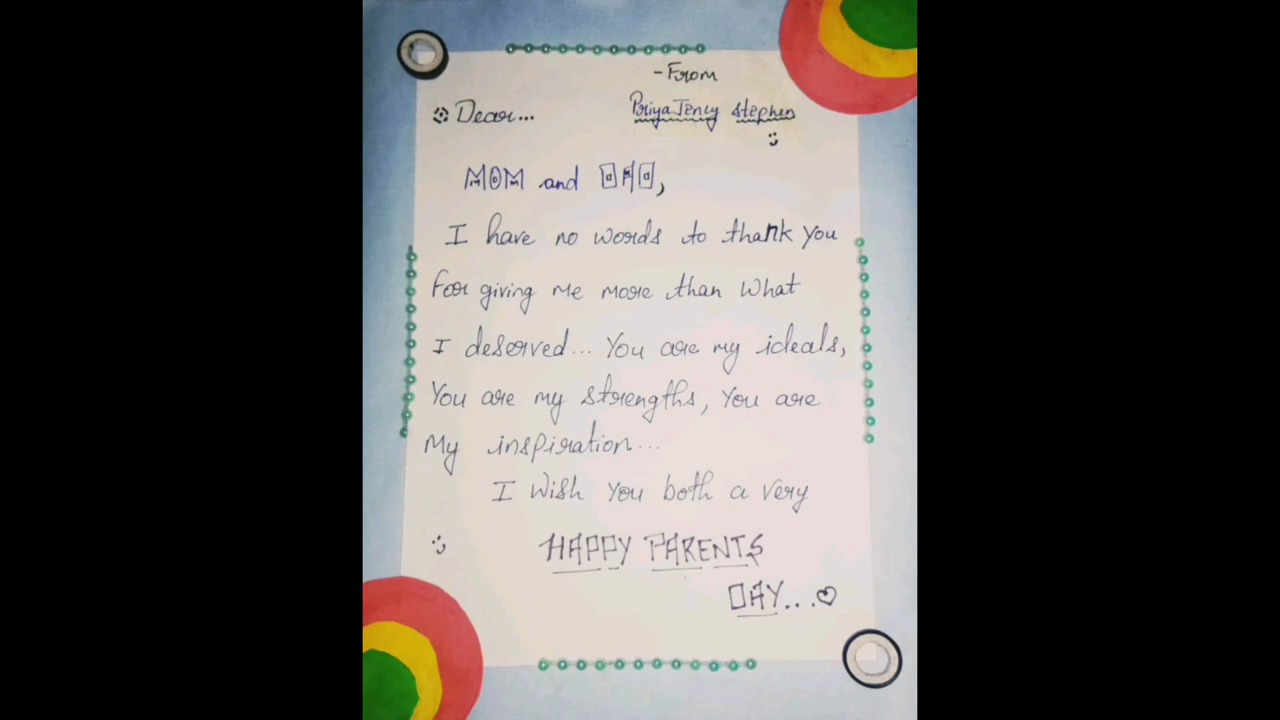 -From
Priya Jency Stephen
Dear...
MOM and DAD,
I have no words to thank you
For giving me more than what
I deserved... You are my ideals,
You are my strengths, You are
My inspiration...
I Wish You both a very
HAPPY PARENTS
DAY...